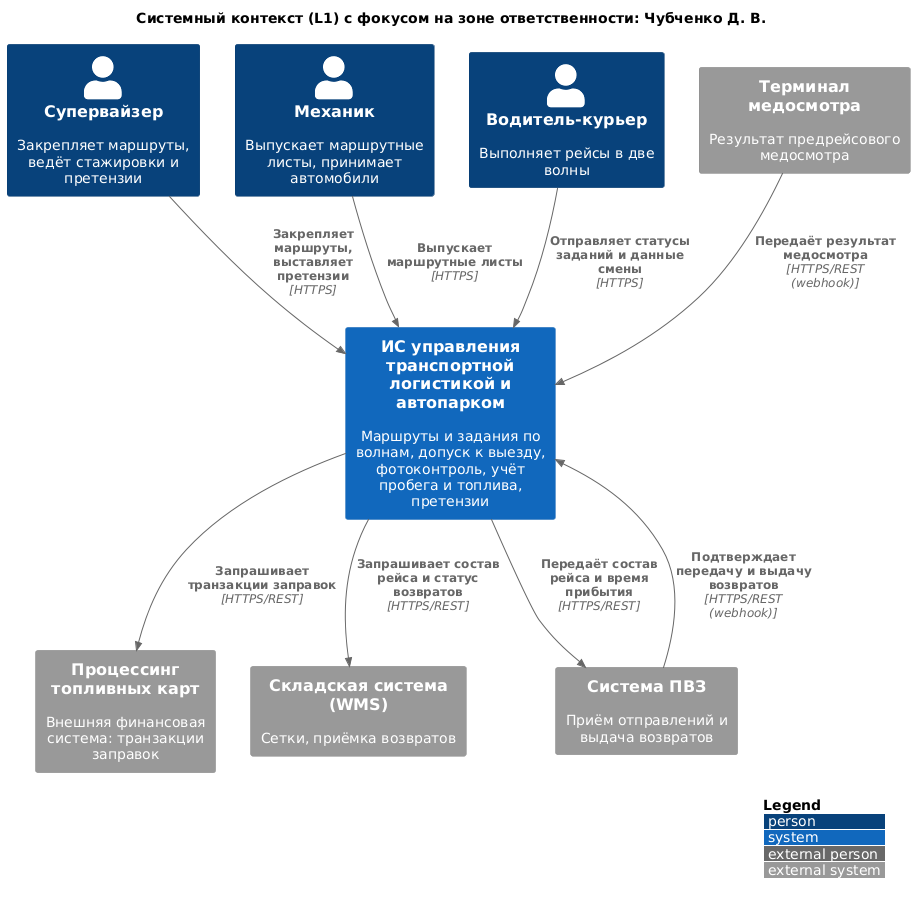 Системный контекст (L1) с фокусом на зоне ответственности: Чубченко Д. В.
Супервайзер
Закрепляет маршруты,
ведёт стажировки и
претензии
Механик
Выпускает маршрутные
листы, принимает
автомобили
Водитель-курьер
Выполняет рейсы в две
волны
Терминал
медосмотра
Результат предрейсового
медосмотра
Закрепляет
маршруты,
выставляет
претензии
[HTTPS]
Выпускает
маршрутные листы
[HTTPS]
Отправляет статусы
заданий и данные
смены
[HTTPS]
Передаёт результат
медосмотра
[HTTPS/REST
(webhook)]
ИС управления
транспортной
логистикой и
автопарком
Маршруты и задания по
волнам, допуск к выезду,
фотоконтроль, учёт
пробега и топлива,
претензии
Запрашивает
транзакции заправок
[HTTPS/REST]
Запрашивает состав
рейса и статус
возвратов
[HTTPS/REST]
Передаёт состав
рейса и время
прибытия
[HTTPS/REST]
Подтверждает
передачу и выдачу
возвратов
[HTTPS/REST
(webhook)]
Процессинг
топливных карт
Внешняя финансовая
система: транзакции
заправок
Складская система
(WMS)
Сетки, приёмка возвратов
Система ПВЗ
Приём отправлений и
выдача возвратов
Legend
person
system
external person
external system